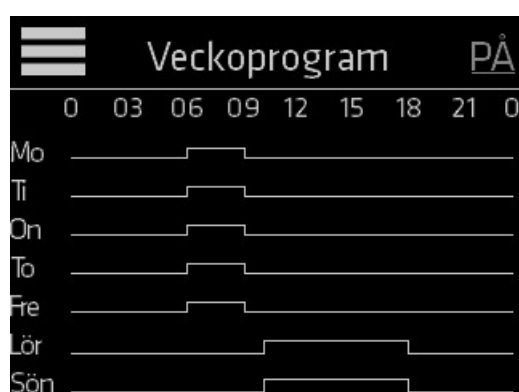 Veckoprogram PÅ
0 03 06 09 12 15 18 21 0
Mo
Ti
On
To
Fre
Lör
Sön